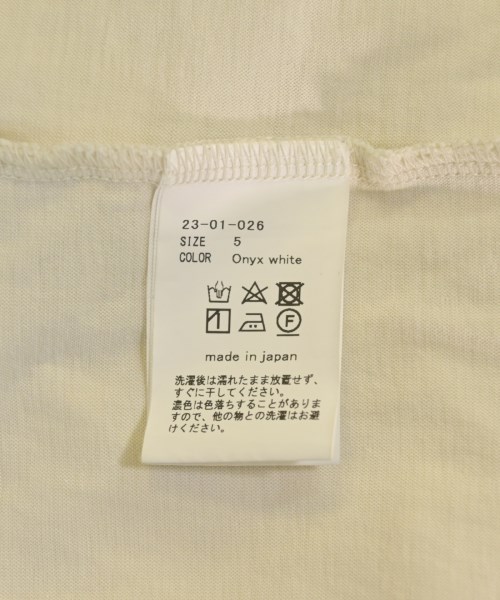 23-01-026
SIZE 5
COLOR Onyx white
F
made in japan
洗濯後は濡れたまま放置せず、
すぐに干してください。
濃色は色落ちすることがありま
すので、他の物との洗濯はお避
けください。